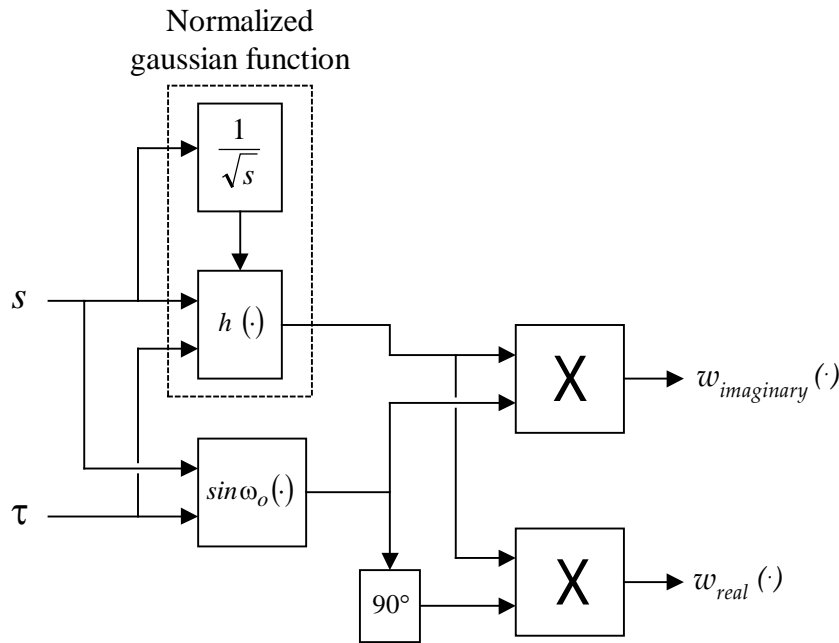 Normalized
gaussian function
1
√s
s
h (·)
X
w_imaginary (·)
sinω_o(·)
τ
X
w_real (·)
90°